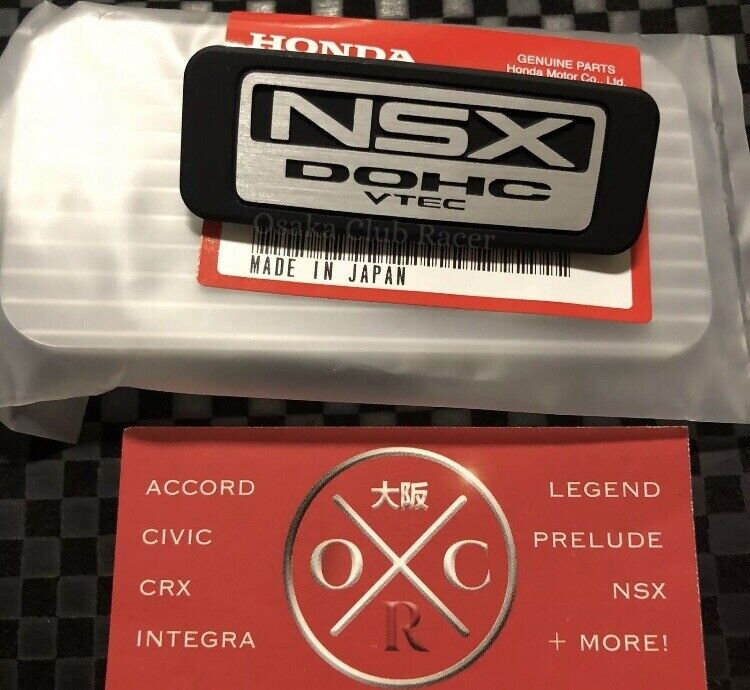 HONDA
GENUINE PARTS
Honda Motor Co., Ltd.
NSX
DOHC
VTEC
Osaka Club Racer
MADE IN JAPAN
大阪
ACCORD
LEGEND
CIVIC
PRELUDE
O C
CRX
NSX
R
INTEGRA
+ MORE!